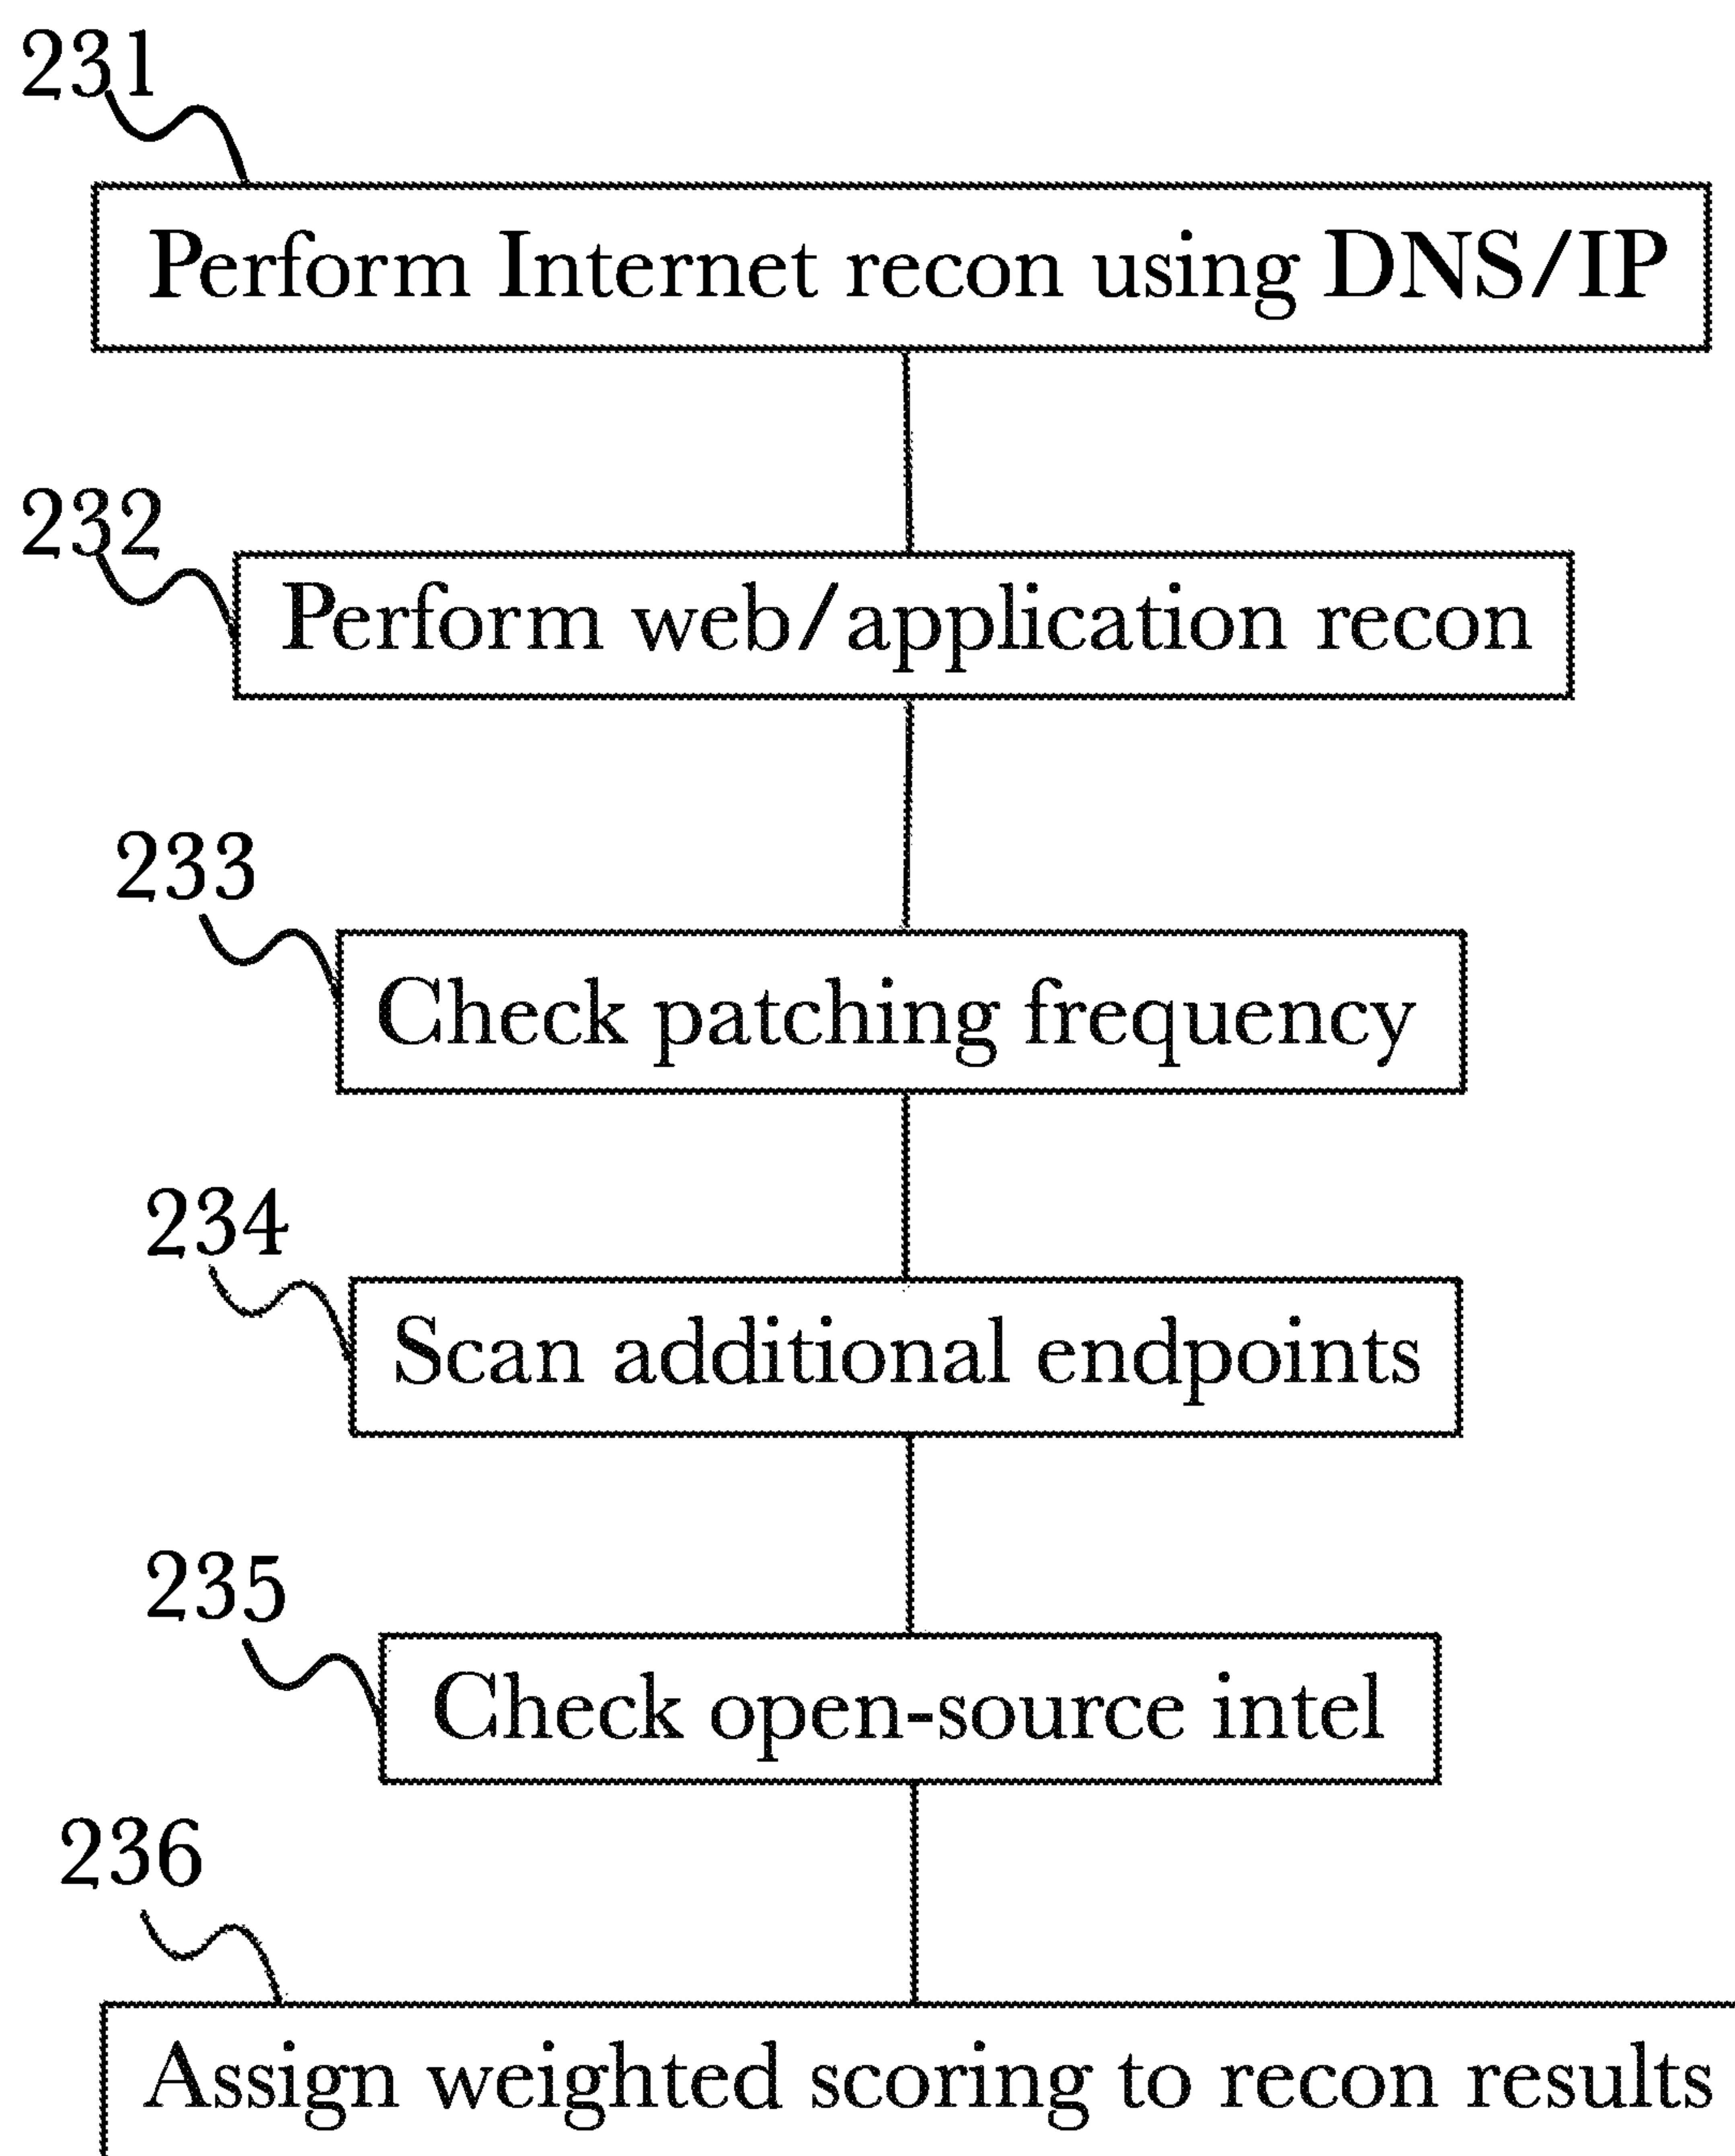 231
Perform Internet recon using DNS/IP
232
Perform web/application recon
233
Check patching frequency
234
Scan additional endpoints
235
Check open-source intel
236
Assign weighted scoring to recon results